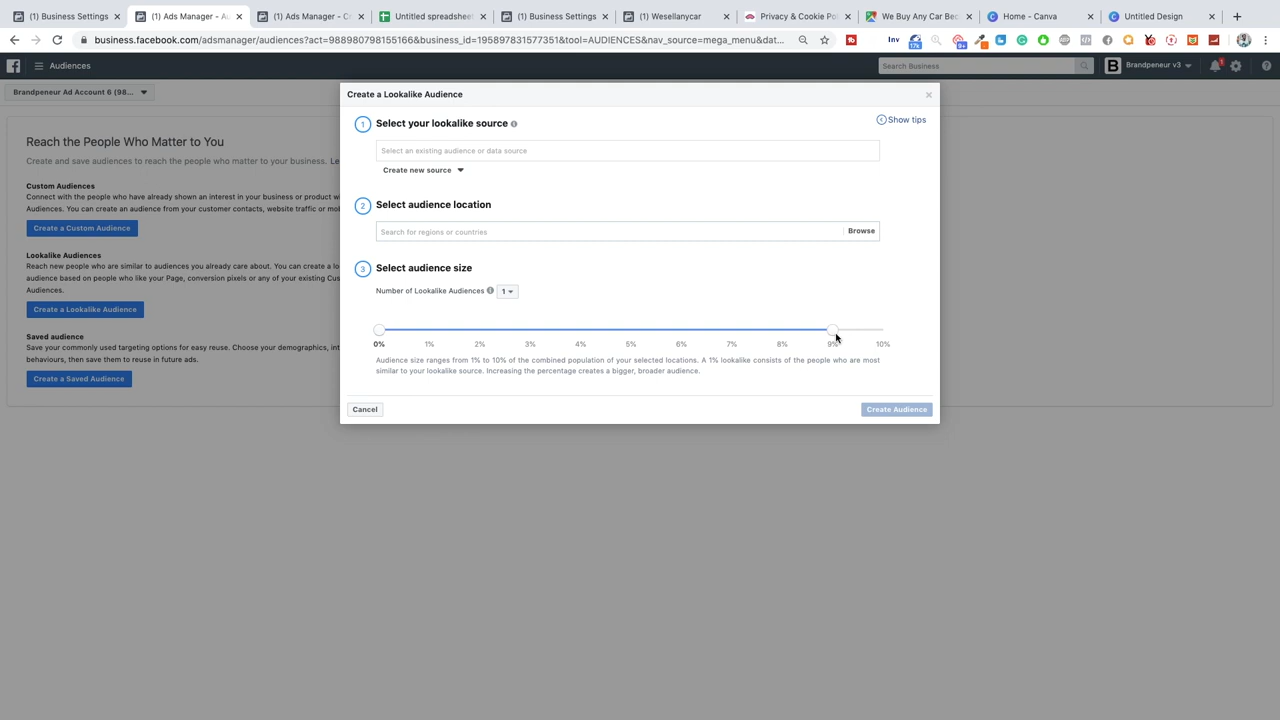 (1) Business Settings
(1) Ads Manager - Au
(1) Ads Manager - Cr
Untitled spreadsheet
(1) Business Settings
(1) Wesellanycar
Privacy & Cookie Po
We Buy Any Car Bec
Home - Canva
Untitled Design
business.facebook.com/adsmanager/audiences?act=988980798155166&business_id=195897831577351&tool=AUDIENCES&nav_source=mega_menu&dat...
Inv
17k
9+
Audiences
Search Business
Brandpeneur v3
1
Brandpeneur Ad Account 6 (98...
Reach the People Who Matter to You
Create and save audiences to reach the people who matter to your business. Le
Custom Audiences
Connect with the people who have already shown an interest in your business or product w
Audiences. You can create an audience from your customer contacts, website traffic or mob
Create a Custom Audience
Lookalike Audiences
Reach new people who are similar to audiences you already care about. You can create a lo
audience based on people who like your Page, conversion pixels or any of your existing Cus
Audiences.
Create a Lookalike Audience
Saved audience
Save your commonly used targeting options for easy reuse. Choose your demographics, int
behaviours, then save them to reuse in future ads.
Create a Saved Audience
Create a Lookalike Audience
Show tips
1 Select your lookalike source
Select an existing audience or data source
Create new source
2 Select audience location
Search for regions or countries
Browse
3 Select audience size
Number of Lookalike Audiences 1
0% 1% 2% 3% 4% 5% 6% 7% 8% 9% 10%
Audience size ranges from 1% to 10% of the combined population of your selected locations. A 1% lookalike consists of the people who are most
similar to your lookalike source. Increasing the percentage creates a bigger, broader audience.
Cancel
Create Audience